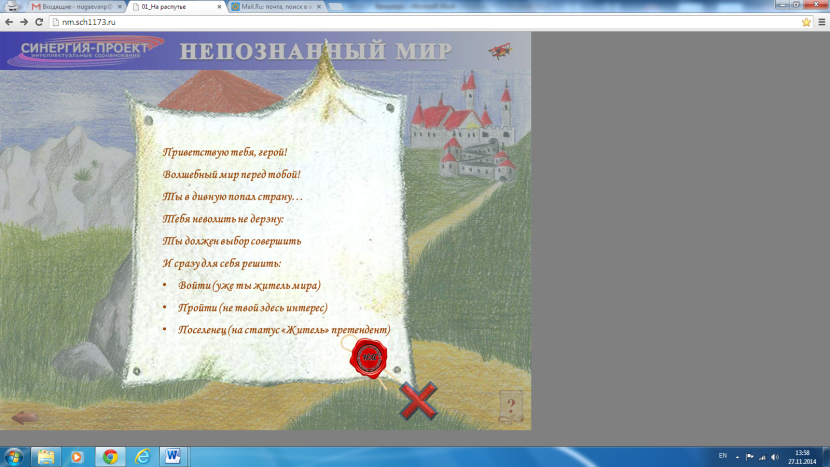 Входящие - nugaevanp@
01_На распутье
Mail.Ru: почта, поиск в и
nm.sch1173.ru
СИНЕРГИЯ-ПРОЕКТ
интеллектуальные соревнования
НЕПОЗНАННЫЙ МИР
Приветствую тебя, герой!
Волшебный мир перед тобой!
Ты в дивную попал страну...
Тебя неволить не дерзну:
Ты должен выбор совершить
И сразу для себя решить:
• Войти (уже ты житель мира)
• Пройти (не твой здесь интерес)
• Поселенец (на статус «Житель» претендент)
?
EN
13:58
27.11.2014